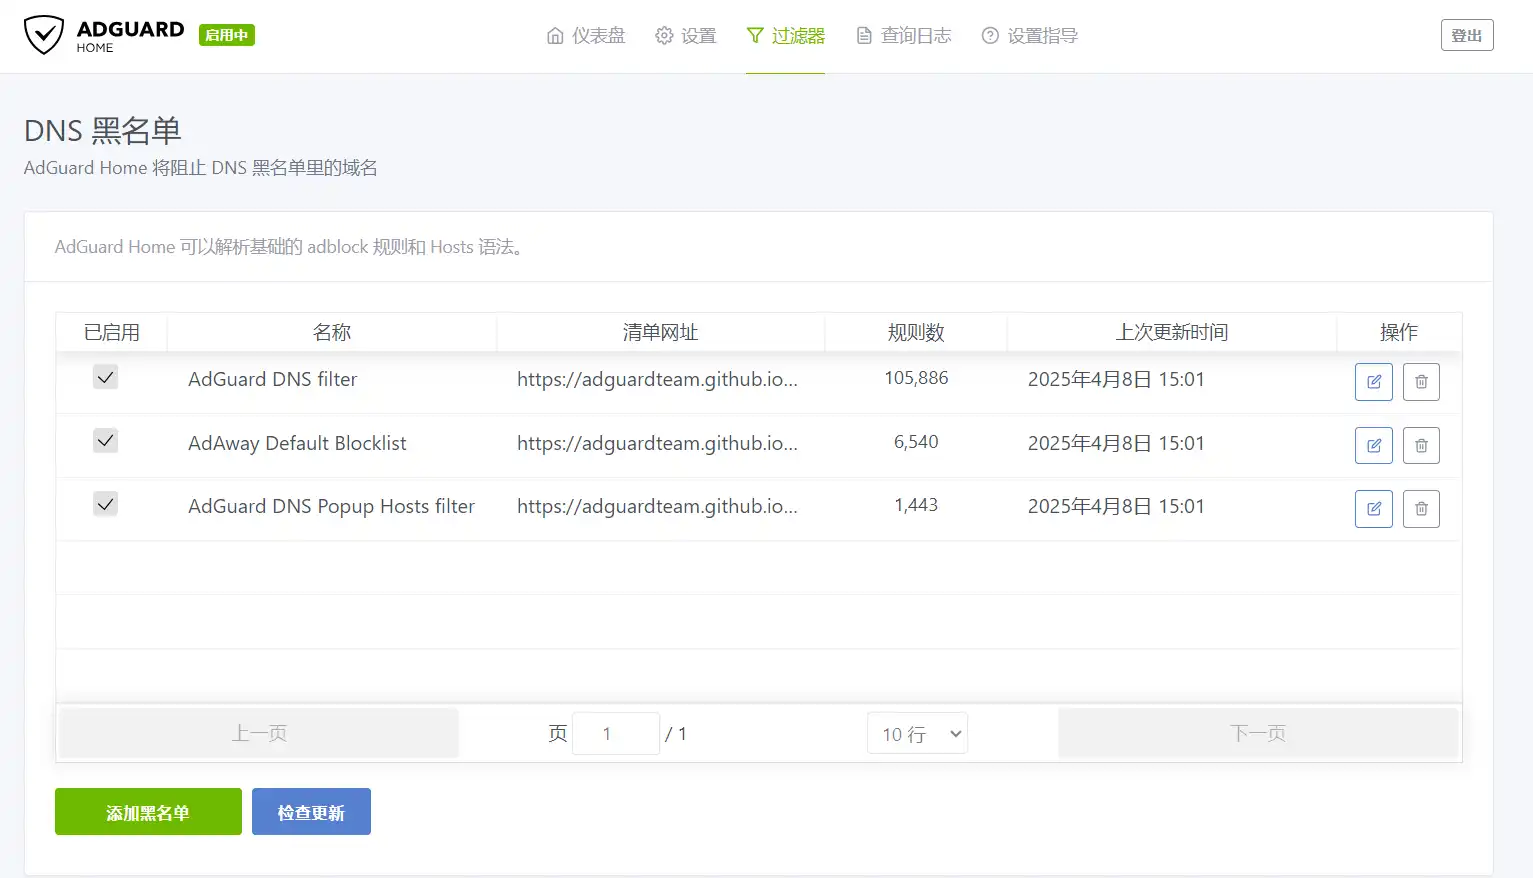 ADGUARD
HOME
启用中
仪表盘
设置
过滤器
查询日志
设置指导
登出
DNS 黑名单
AdGuard Home 将阻止 DNS 黑名单里的域名
AdGuard Home 可以解析基础的 adblock 规则和 Hosts 语法。
已启用 名称 清单网址 规则数 上次更新时间 操作
AdGuard DNS filter https://adguardteam.github.io... 105,886 2025年4月8日 15:01
AdAway Default Blocklist https://adguardteam.github.io... 6,540 2025年4月8日 15:01
AdGuard DNS Popup Hosts filter https://adguardteam.github.io... 1,443 2025年4月8日 15:01
上一页 页 1 / 1 10 行 下一页
添加黑名单 检查更新